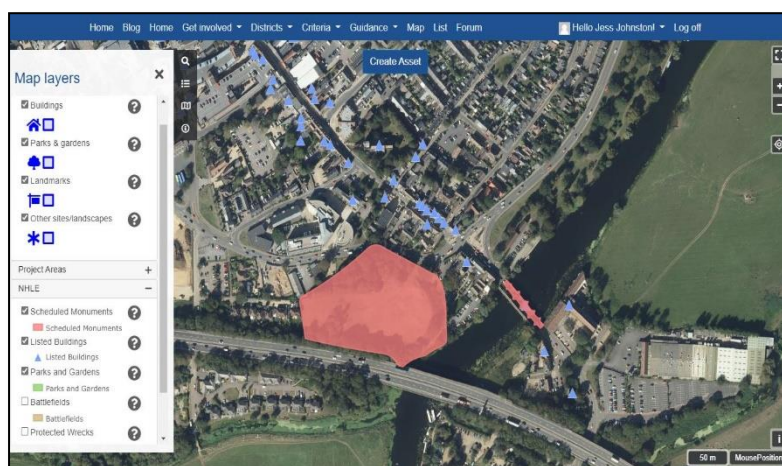 Home Blog Home Get involved Districts Criteria Guidance Map List Forum Hello Jess Johnston! Log off
Create Asset
Map layers
Buildings
Parks & gardens
Landmarks
Other sites/landscapes
Project Areas +
NHLE −
Scheduled Monuments
Scheduled Monuments
Listed Buildings
Listed Buildings
Parks and Gardens
Parks and Gardens
Battlefields
Battlefields
Protected Wrecks
50 m MousePosition